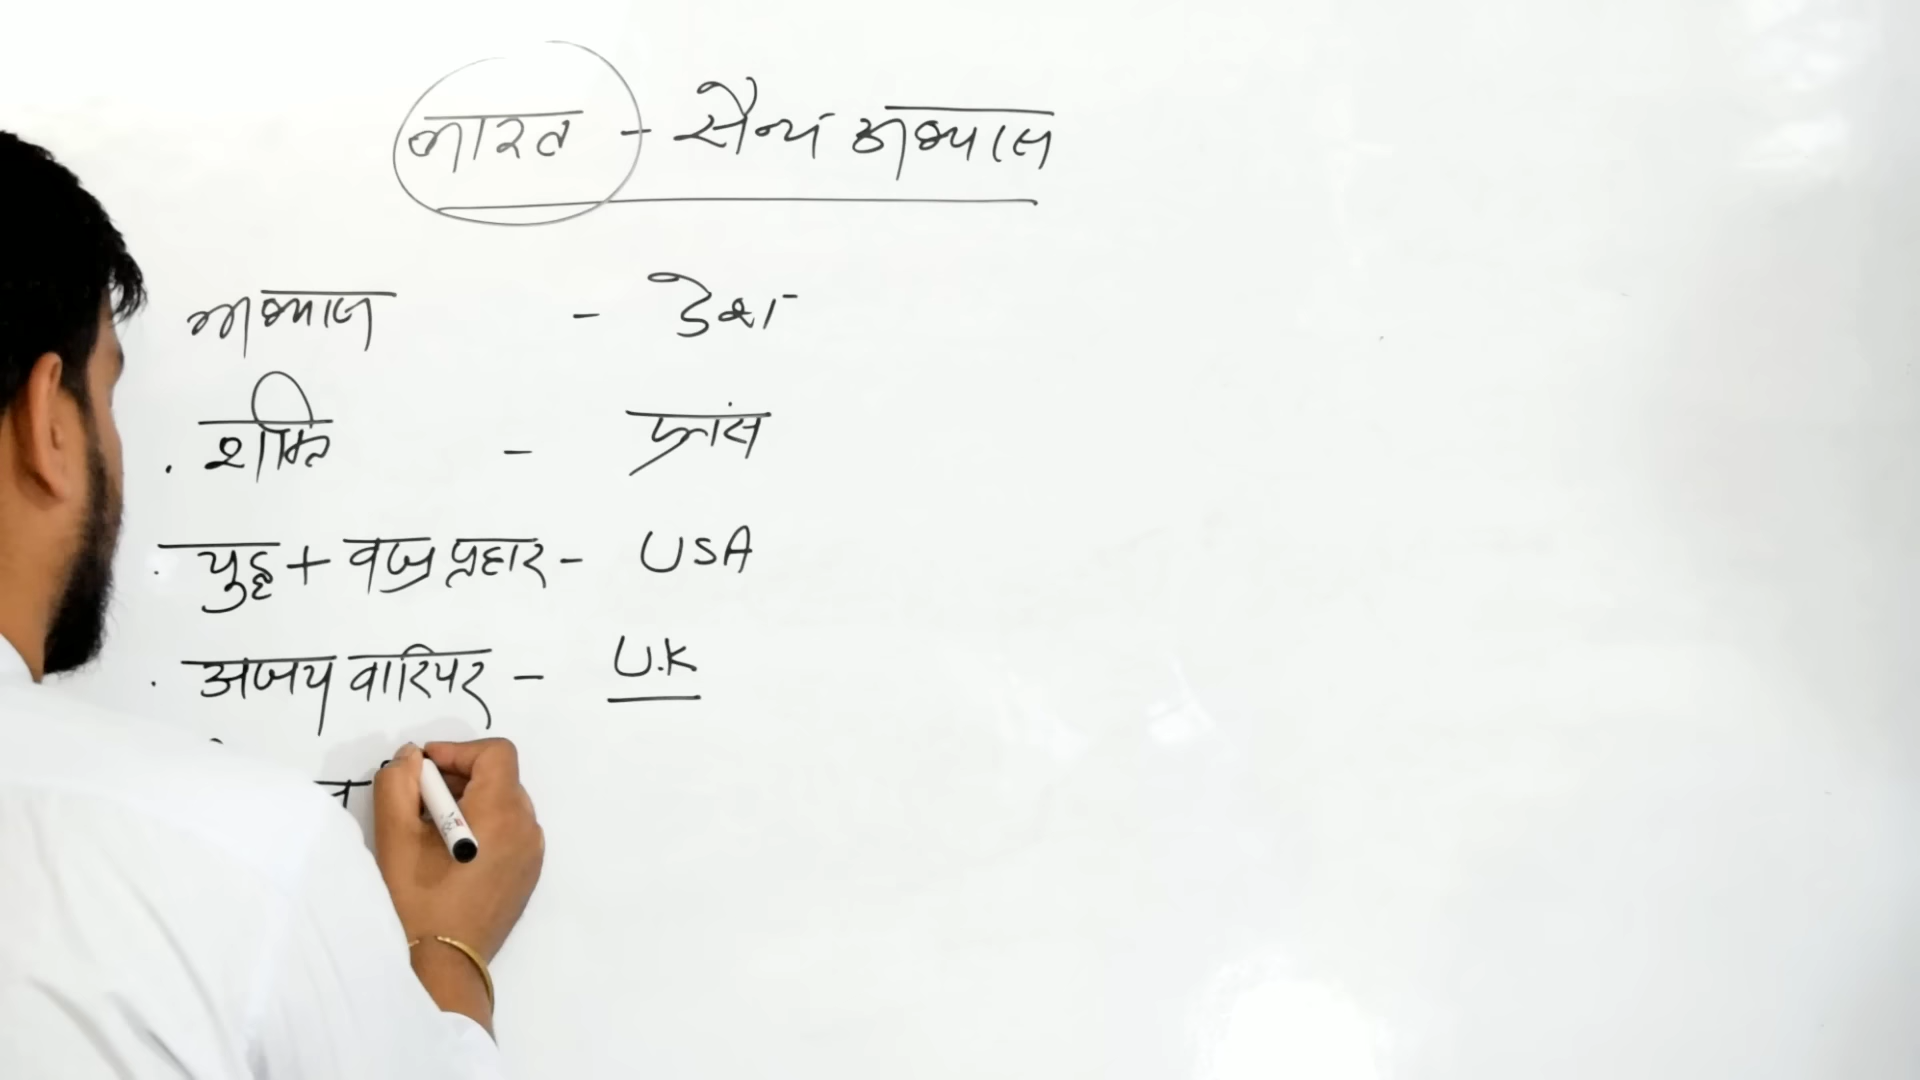 भारत - सैन्य अभ्यास
अभ्यास - देश
. शक्ति - फ्रांस
. युद्ध + वज्र प्रहार - USA
. अजय वारियर - U.K